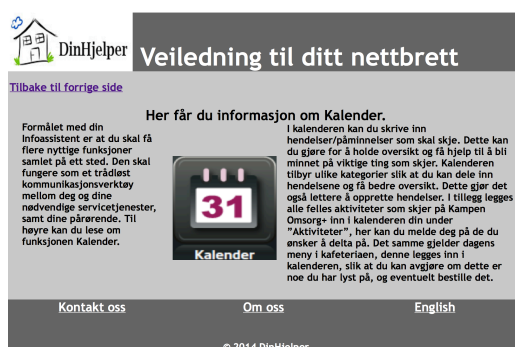 DinHjelper
Veiledning til ditt nettbrett
Tilbake til forrige side
Her får du informasjon om Kalender.
Formålet med din
Infoassistent er at du skal få
flere nyttige funksjoner
samlet på ett sted. Den skal
fungere som et trådløst
kommunikasjonsverktøy
mellom deg og dine
nødvendige servicetjenester,
samt dine pårørende. Til
høyre kan du lese om
funksjonen Kalender.
31
Kalender
I kalenderen kan du skrive inn
hendelser/påminnelser som skal skje. Dette kan
du gjøre for å holde oversikt og få hjelp til å bli
minnet på viktige ting som skjer. Kalenderen
tilbyr ulike kategorier slik at du kan dele inn
hendelsene og få bedre oversikt. Dette gjør det
også lettere å opprette hendelser. I tillegg legges
alle felles aktiviteter som skjer på Kampen
Omsorg+ inn i kalenderen din under
”Aktiviteter”, her kan du melde deg på de du
ønsker å delta på. Det samme gjelder dagens
meny i kafeteriaen, denne legges inn i
kalenderen, slik at du kan avgjøre om dette er
noe du har lyst på, og eventuelt bestille det.
Kontakt oss
Om oss
English
© 2014 DinHjelper